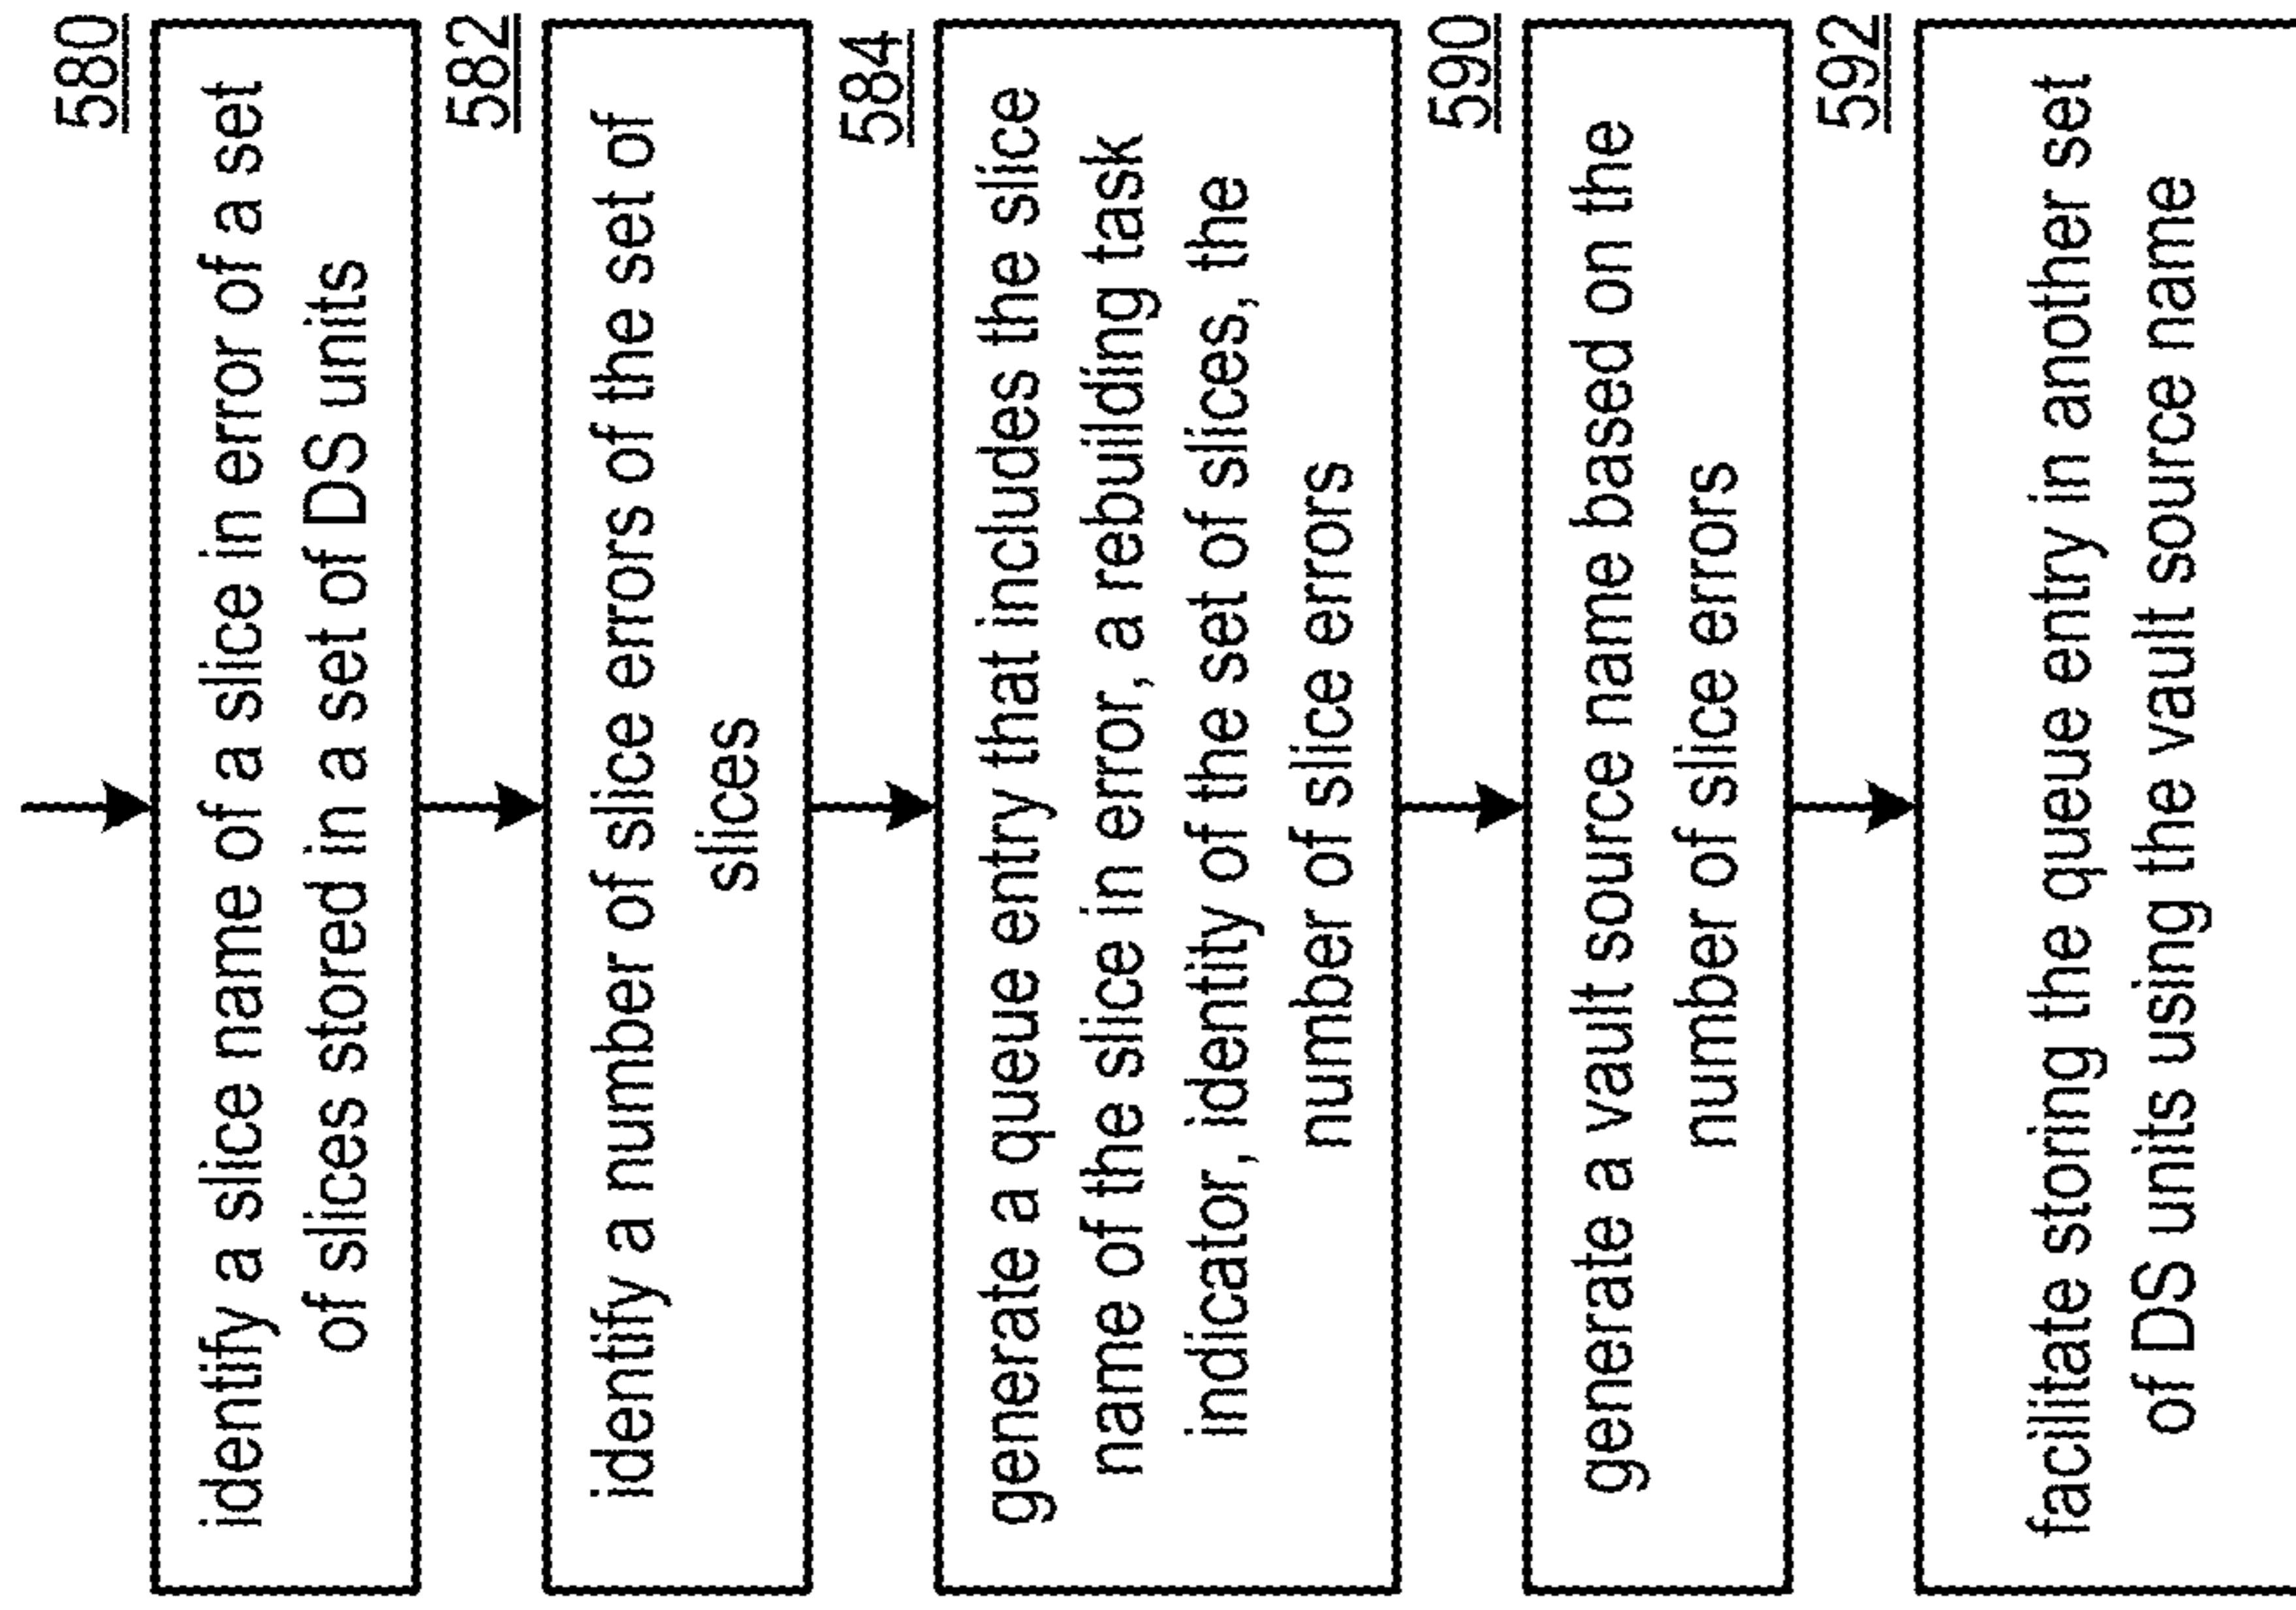 580
identify a slice name of a slice in error of a set
of slices stored in a set of DS units
582
identify a number of slice errors of the set of
slices
584
generate a queue entry that includes the slice
name of the slice in error, a rebuilding task
indicator, identity of the set of slices, the
number of slice errors
590
generate a vault source name based on the
number of slice errors
592
facilitate storing the queue entry in another set
of DS units using the vault source name